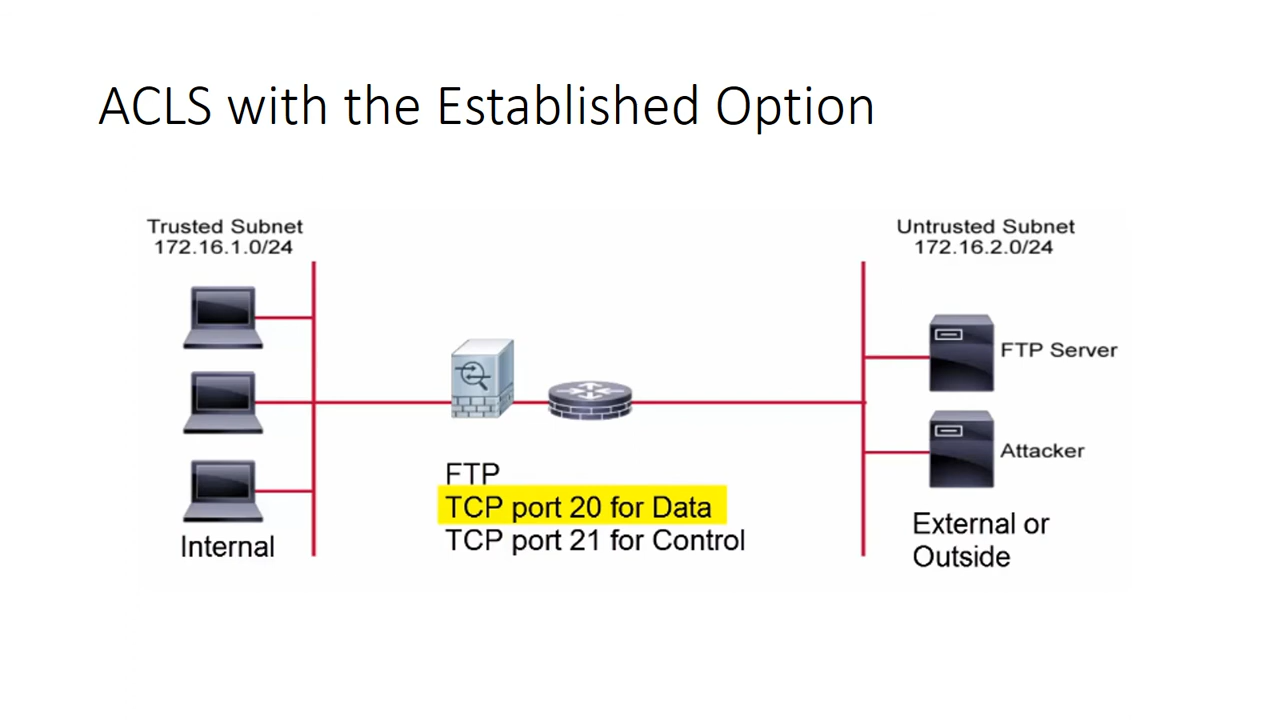 ACLS with the Established Option
Trusted Subnet
172.16.1.0/24
Untrusted Subnet
172.16.2.0/24
FTP Server
Attacker
FTP
TCP port 20 for Data
TCP port 21 for Control
Internal
External or
Outside